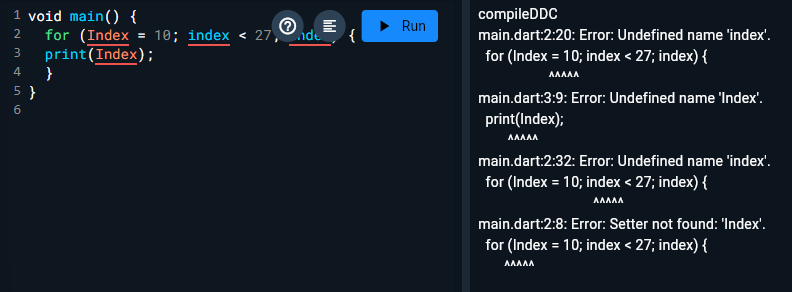 1 void main() {
2 for (Index = 10; index < 27; index) {
3 print(Index);
4 }
5 }
6
Run
compileDDC
main.dart:2:20: Error: Undefined name 'index'.
for (Index = 10; index < 27; index) {
^^^^^
main.dart:3:9: Error: Undefined name 'Index'.
print(Index);
^^^^^
main.dart:2:32: Error: Undefined name 'index'.
for (Index = 10; index < 27; index) {
^^^^^
main.dart:2:8: Error: Setter not found: 'Index'.
for (Index = 10; index < 27; index) {
^^^^^